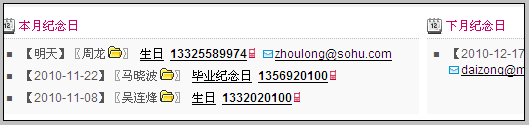 本月纪念日
【明天】〖周龙〗 生日 13325589974 zhoulong@sohu.com
【2010-11-22】〖马晓波〗 毕业纪念日 1356920100
【2010-11-08】〖吴连烽〗 生日 1332020100
下月纪念日
【2010-12-17
daizong@m